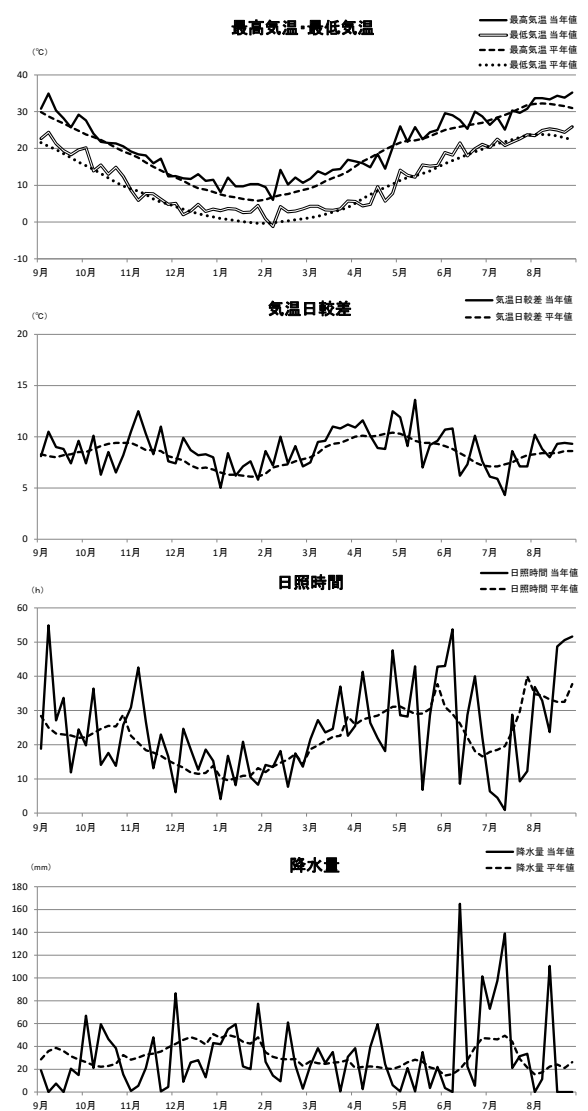 最高気温・最低気温
最高気温 当年値
最低気温 当年値
最高気温 平年値
最低気温 平年値
(℃)
40
30
20
10
0
-10
9月 10月 11月 12月 1月 2月 3月 4月 5月 6月 7月 8月
気温日較差
気温日較差 当年値
気温日較差 平年値
(℃)
20
15
10
5
0
9月 10月 11月 12月 1月 2月 3月 4月 5月 6月 7月 8月
日照時間
日照時間 当年値
日照時間 平年値
(h)
60
50
40
30
20
10
0
9月 10月 11月 12月 1月 2月 3月 4月 5月 6月 7月 8月
降水量
降水量 当年値
降水量 平年値
(mm)
180
160
140
120
100
80
60
40
20
0
9月 10月 11月 12月 1月 2月 3月 4月 5月 6月 7月 8月